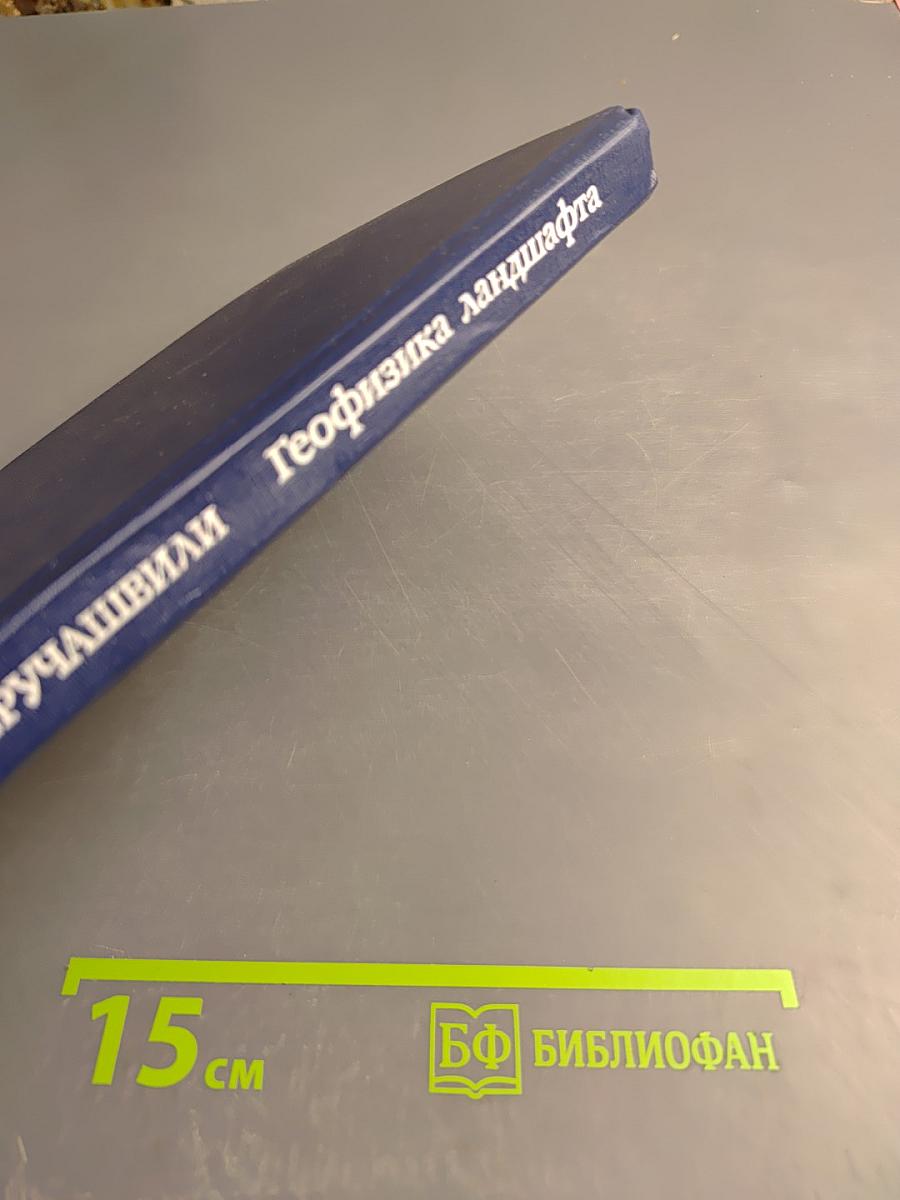 РУЧАШВИЛИ Геофизика ландшафта
15 см
БФ БИБЛИОФАН